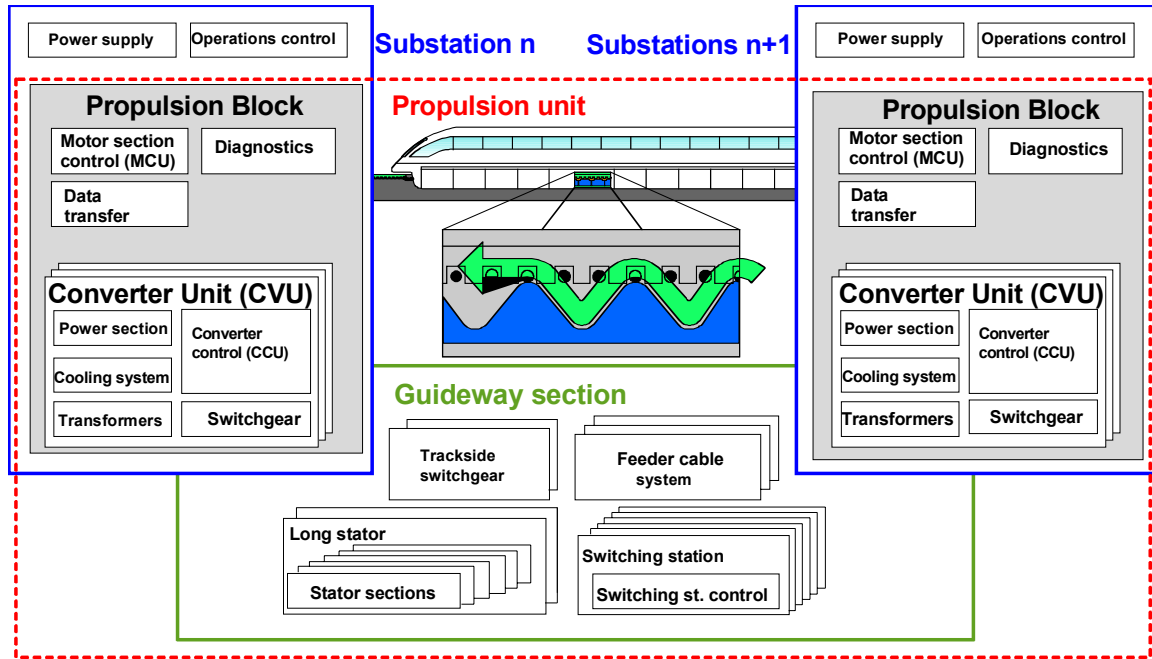 Power supply
Operations control
Substation n
Substations n+1
Power supply
Operations control
Propulsion Block
Motor section
control (MCU)
Diagnostics
Data
transfer
Converter Unit (CVU)
Power section
Converter
control (CCU)
Cooling system
Transformers
Switchgear
Propulsion unit
Guideway section
Trackside
switchgear
Feeder cable
system
Long stator
Stator sections
Switching station
Switching st. control
Propulsion Block
Motor section
control (MCU)
Diagnostics
Data
transfer
Converter Unit (CVU)
Power section
Converter
control (CCU)
Cooling system
Transformers
Switchgear